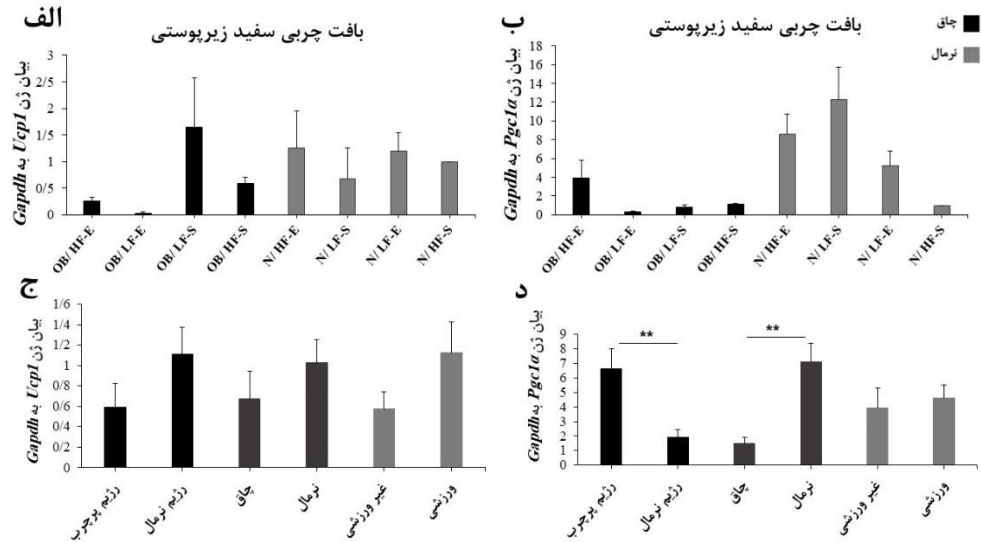 الف
بافت چربی سفید زیرپوستی
بیان ژن Ucp1 به Gapdh
3
2/5
2
1/5
1
0/5
0
OB/ HF-E
OB/ LF-E
OB/ LF-S
OB/ HF-S
N/ HF-E
N/ LF-S
N/ LF-E
N/ HF-S
ب
بافت چربی سفید زیرپوستی
چاق
نرمال
بیان ژن Pgc1α به Gapdh
18
16
14
12
10
8
6
4
2
0
OB/ HF-E
OB/ LF-E
OB/ LF-S
OB/ HF-S
N/ HF-E
N/ LF-S
N/ LF-E
N/ HF-S
ج
بیان ژن Ucp1 به Gapdh
1/6
1/4
1/2
1
0/8
0/6
0/4
0/2
0
رژیم پرچرب
رژیم نرمال
چاق
نرمال
غیر ورزشی
ورزشی
د
بیان ژن Pgc1α به Gapdh
9
8
7
6
5
4
3
2
1
0
**
**
رژیم پرچرب
رژیم نرمال
چاق
نرمال
غیر ورزشی
ورزشی